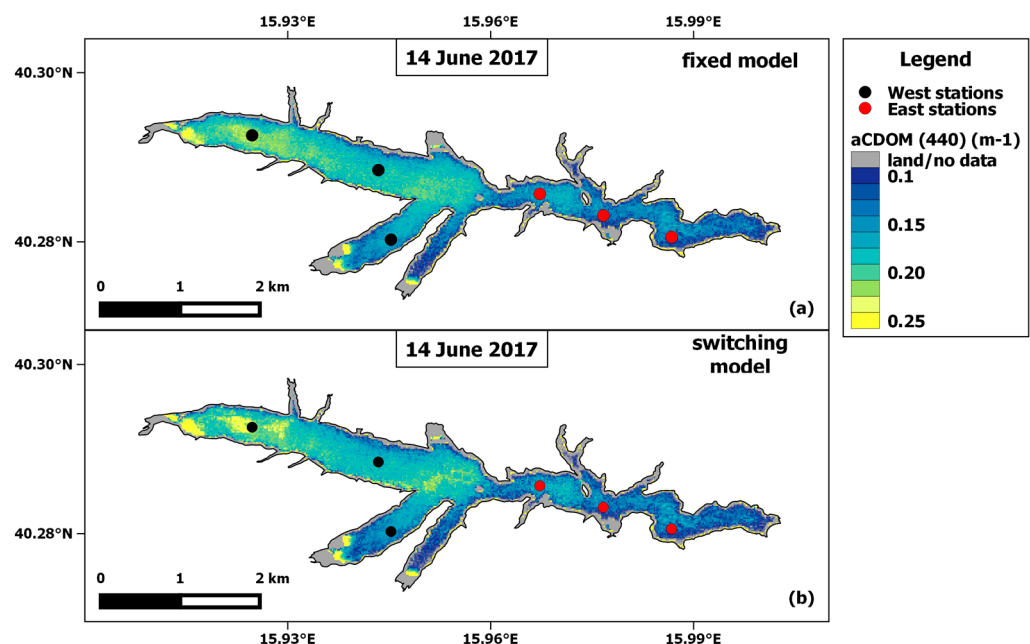 15.93°E 15.96°E 15.99°E
40.30°N
14 June 2017
fixed model
40.28°N
0 1 2 km
(a)
Legend
West stations
East stations
aCDOM (440) (m-1)
land/no data
0.1
0.15
0.20
0.25
14 June 2017
switching
model
40.30°N
40.28°N
0 1 2 km
(b)
15.93°E 15.96°E 15.99°E